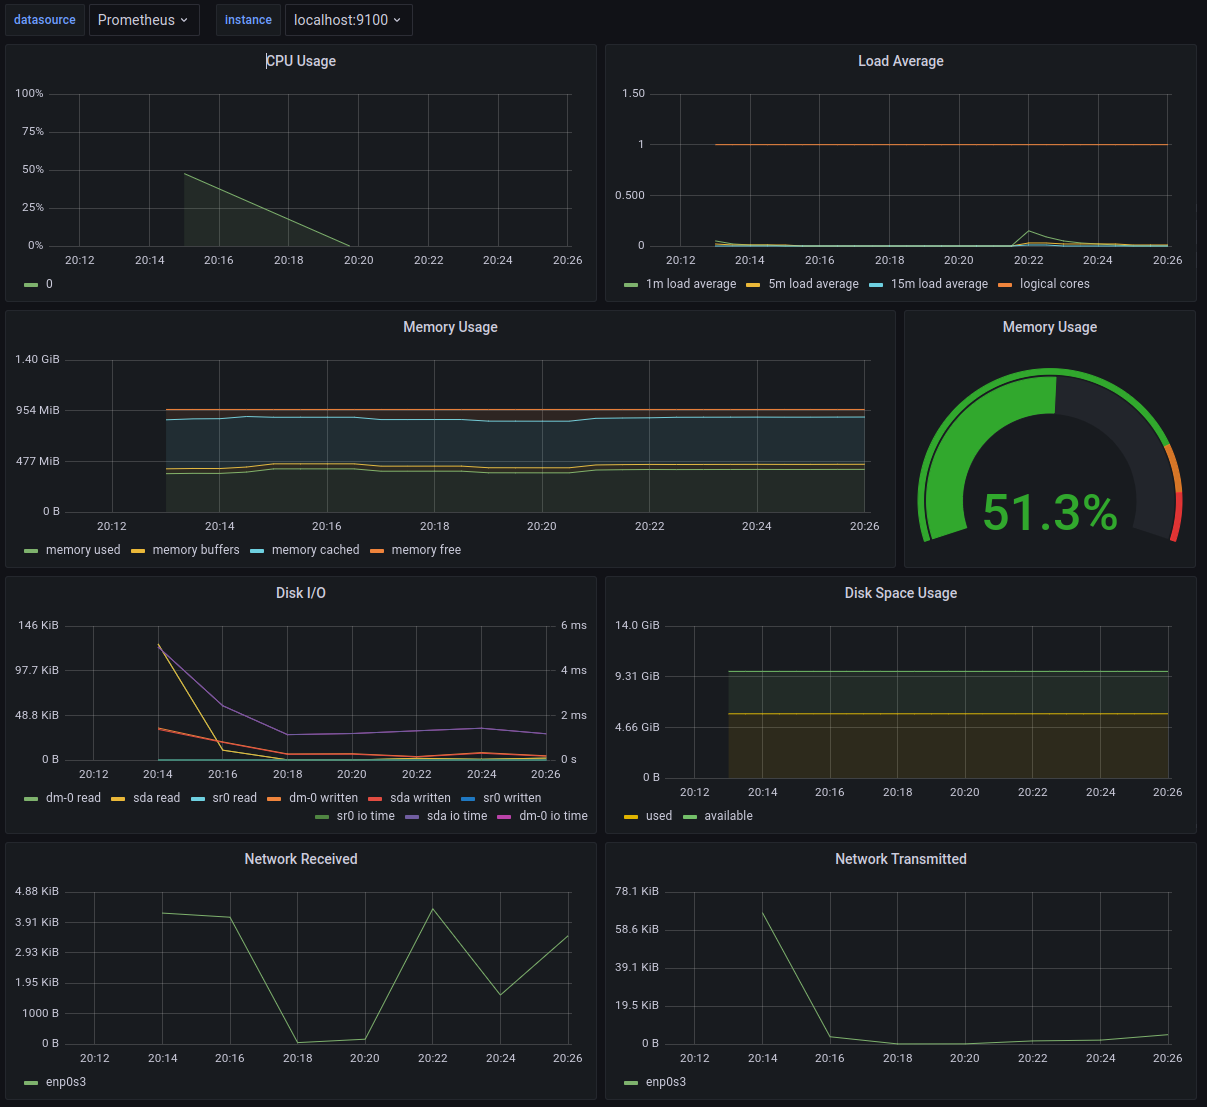 datasource Prometheus instance localhost:9100
CPU Usage
100%
75%
50%
25%
0%
20:12 20:14 20:16 20:18 20:20 20:22 20:24 20:26
0
Load Average
1.50
1
0.500
0
20:12 20:14 20:16 20:18 20:20 20:22 20:24 20:26
1m load average 5m load average 15m load average logical cores
Memory Usage
1.40 GiB
954 MiB
477 MiB
0 B
20:12 20:14 20:16 20:18 20:20 20:22 20:24 20:26
memory used memory buffers memory cached memory free
Memory Usage
51.3%
Disk I/O
146 KiB 6 ms
97.7 KiB 4 ms
48.8 KiB 2 ms
0 B 0 s
20:12 20:14 20:16 20:18 20:20 20:22 20:24 20:26
dm-0 read sda read sr0 read dm-0 written sda written sr0 written
sr0 io time sda io time dm-0 io time
Disk Space Usage
14.0 GiB
9.31 GiB
4.66 GiB
0 B
20:12 20:14 20:16 20:18 20:20 20:22 20:24 20:26
used available
Network Received
4.88 KiB
3.91 KiB
2.93 KiB
1.95 KiB
1000 B
0 B
20:12 20:14 20:16 20:18 20:20 20:22 20:24 20:26
enp0s3
Network Transmitted
78.1 KiB
58.6 KiB
39.1 KiB
19.5 KiB
0 B
20:12 20:14 20:16 20:18 20:20 20:22 20:24 20:26
enp0s3